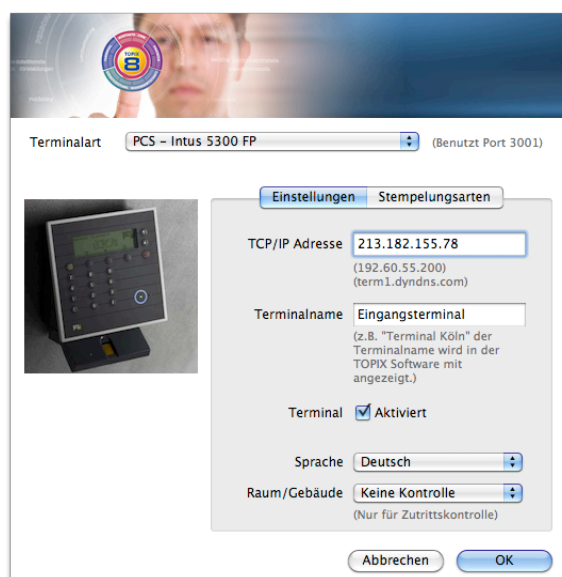 TOPIX
8
Terminalart
PCS – Intus 5300 FP
(Benutzt Port 3001)
Einstellungen
Stempelungsarten
TCP/IP Adresse
213.182.155.78
(192.60.55.200)
(term1.dyndns.com)
Terminalname
Eingangsterminal
(z.B. "Terminal Köln" der
Terminalname wird in der
TOPIX Software mit
angezeigt.)
Terminal
Aktiviert
Sprache
Deutsch
Raum/Gebäude
Keine Kontrolle
(Nur für Zutrittskontrolle)
Abbrechen
OK